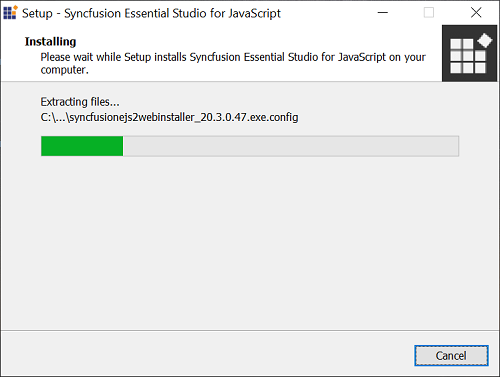 Setup - Syncfusion Essential Studio for JavaScript
Installing
Please wait while Setup installs Syncfusion Essential Studio for JavaScript on your
computer.
Extracting files...
C:\...\syncfusionejs2webinstaller_20.3.0.47.exe.config
Cancel